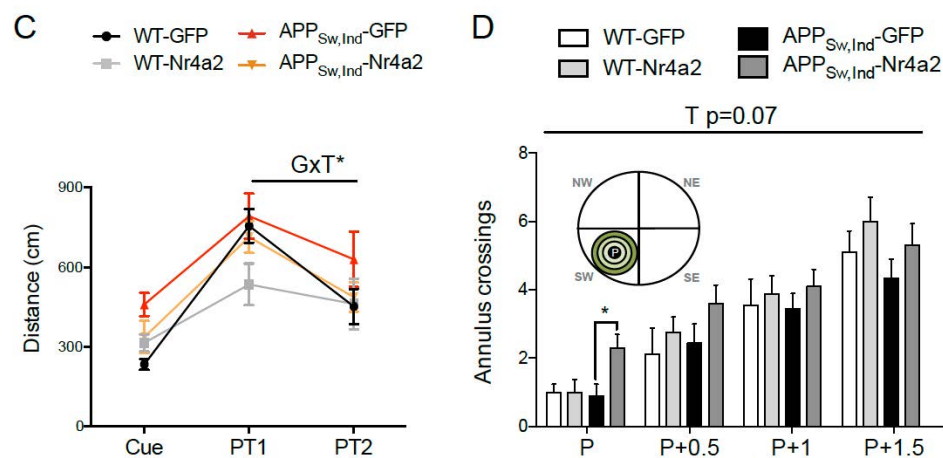 C
WT-GFP
APPSw,Ind-GFP
WT-Nr4a2
APPSw,Ind-Nr4a2
GxT*
Distance (cm)
900
600
300
0
Cue PT1 PT2
D
WT-GFP
APPSw,Ind-GFP
WT-Nr4a2
APPSw,Ind-Nr4a2
T p=0.07
Annulus crossings
8
6
4
2
0
NW NE
P
SW SE
*
P P+0.5 P+1 P+1.5